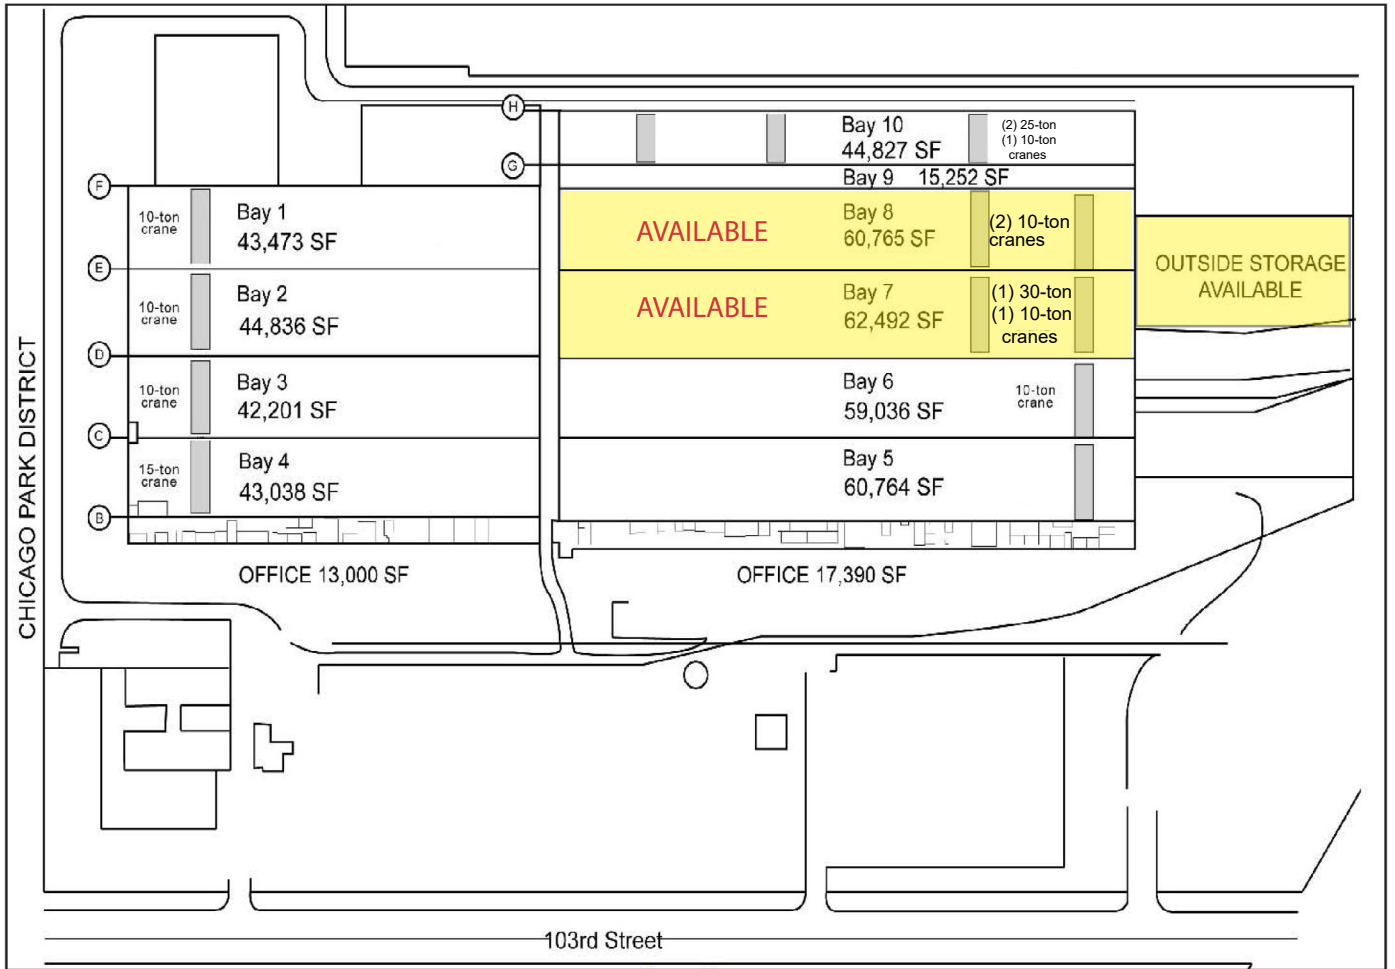 H
Bay 10
44,827 SF
(2) 25-ton
(1) 10-ton
cranes
G
Bay 9 15,252 SF
F
10-ton
crane
Bay 1
43,473 SF
AVAILABLE
Bay 8
60,765 SF
(2) 10-ton
cranes
E
OUTSIDE STORAGE
AVAILABLE
10-ton
crane
Bay 2
44,836 SF
AVAILABLE
Bay 7
62,492 SF
(1) 30-ton
(1) 10-ton
cranes
D
10-ton
crane
Bay 3
42,201 SF
Bay 6
59,036 SF
10-ton
crane
C
15-ton
crane
Bay 4
43,038 SF
Bay 5
60,764 SF
B
OFFICE 13,000 SF
OFFICE 17,390 SF
CHICAGO PARK DISTRICT
103rd Street